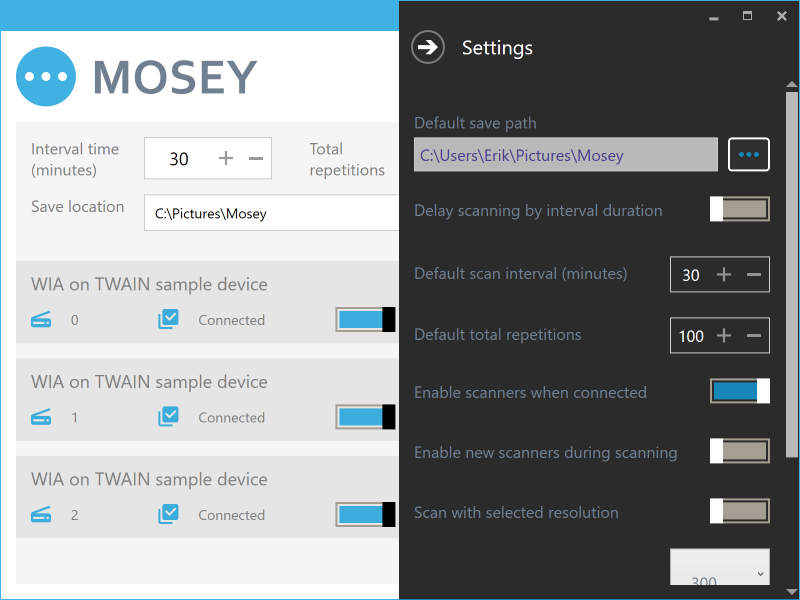 MOSEY
Interval time
(minutes)
30
Total
repetitions
Save location
C:\Pictures\Mosey
WIA on TWAIN sample device
0
Connected
WIA on TWAIN sample device
1
Connected
WIA on TWAIN sample device
2
Connected
Settings
Default save path
C:\Users\Erik\Pictures\Mosey
Delay scanning by interval duration
Default scan interval (minutes)
30
Default total repetitions
100
Enable scanners when connected
Enable new scanners during scanning
Scan with selected resolution
300